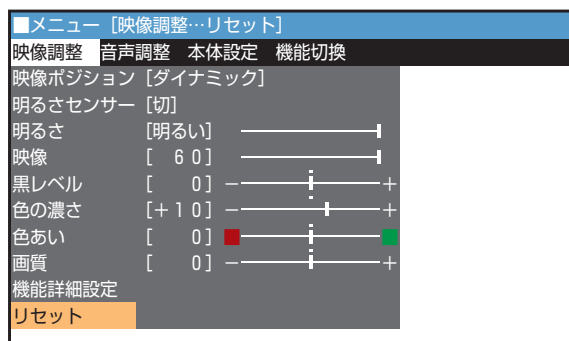 ■メニュー [映像調整…リセット]
映像調整 音声調整 本体設定 機能切換
映像ポジション [ダイナミック]
明るさセンサー [切]
明るさ [明るい]
映像 [ 60]
黒レベル [ 0] − +
色の濃さ [+10] − +
色あい [ 0]
画質 [ 0] − +
機能詳細設定
リセット